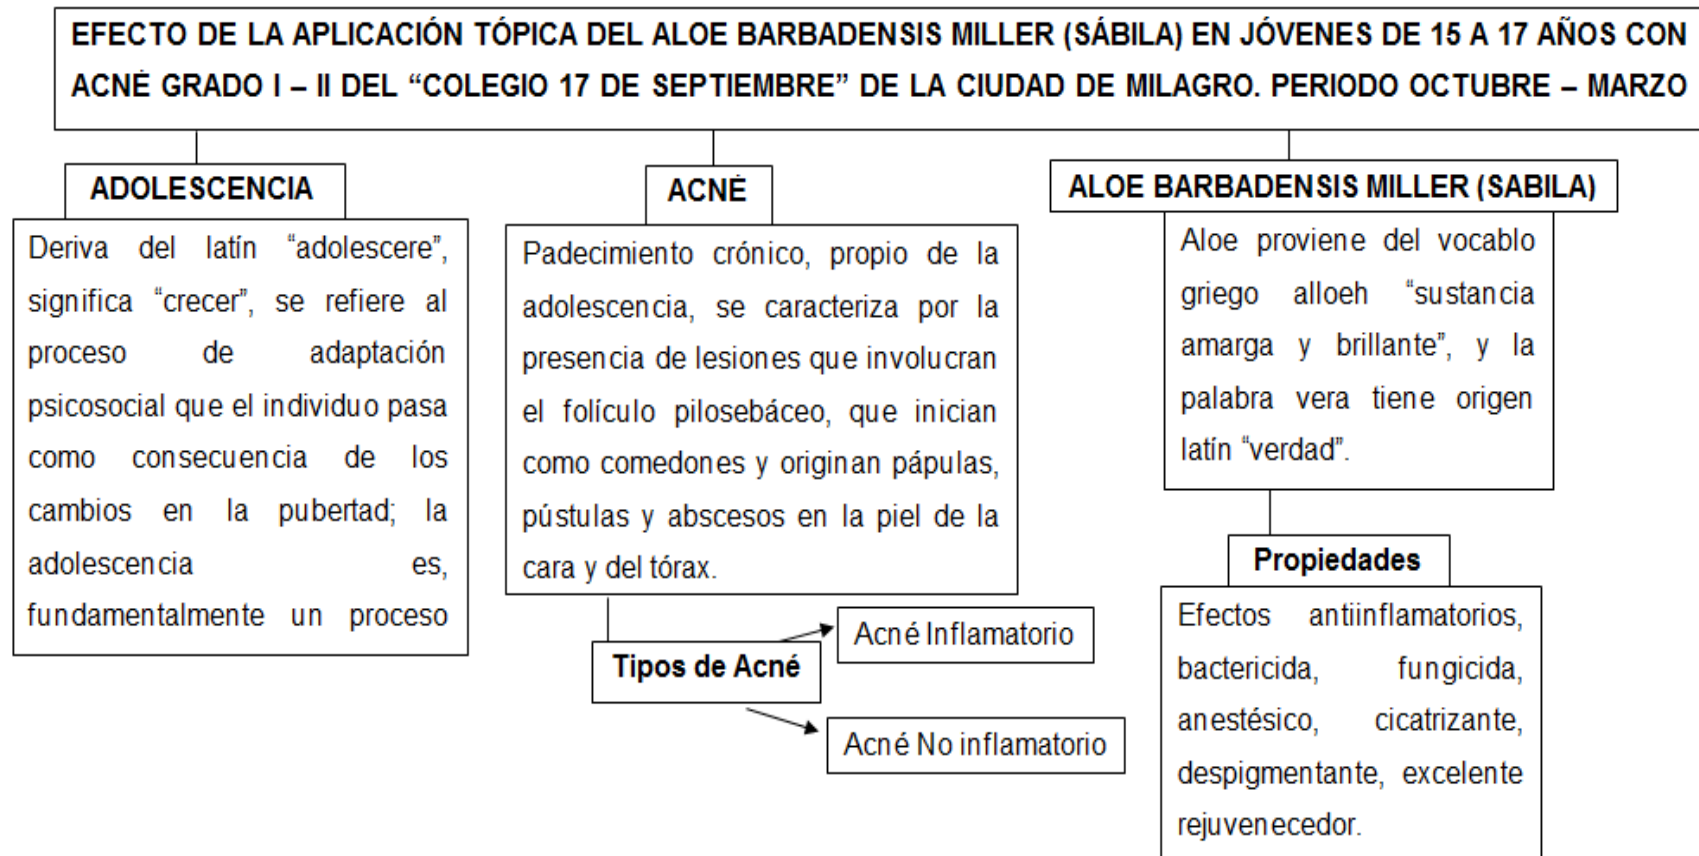 EFECTO DE LA APLICACIÓN TÓPICA DEL ALOE BARBADENSIS MILLER (SÁBILA) EN JÓVENES DE 15 A 17 AÑOS CON
ACNÉ GRADO I – II DEL “COLEGIO 17 DE SEPTIEMBRE” DE LA CIUDAD DE MILAGRO. PERIODO OCTUBRE – MARZO
ADOLESCENCIA
Deriva del latín “adolescere”,
significa “crecer”, se refiere al
proceso de adaptación
psicosocial que el individuo pasa
como consecuencia de los
cambios en la pubertad; la
adolescencia es,
fundamentalmente un proceso
ACNÉ
Padecimiento crónico, propio de la
adolescencia, se caracteriza por la
presencia de lesiones que involucran
el folículo pilosebáceo, que inician
como comedones y originan pápulas,
pústulas y abscesos en la piel de la
cara y del tórax.
Tipos de Acné
Acné Inflamatorio
Acné No inflamatorio
ALOE BARBADENSIS MILLER (SABILA)
Aloe proviene del vocablo
griego alloeh “sustancia
amarga y brillante”, y la
palabra vera tiene origen
latín “verdad”.
Propiedades
Efectos antiinflamatorios,
bactericida, fungicida,
anestésico, cicatrizante,
despigmentante, excelente
rejuvenecedor.